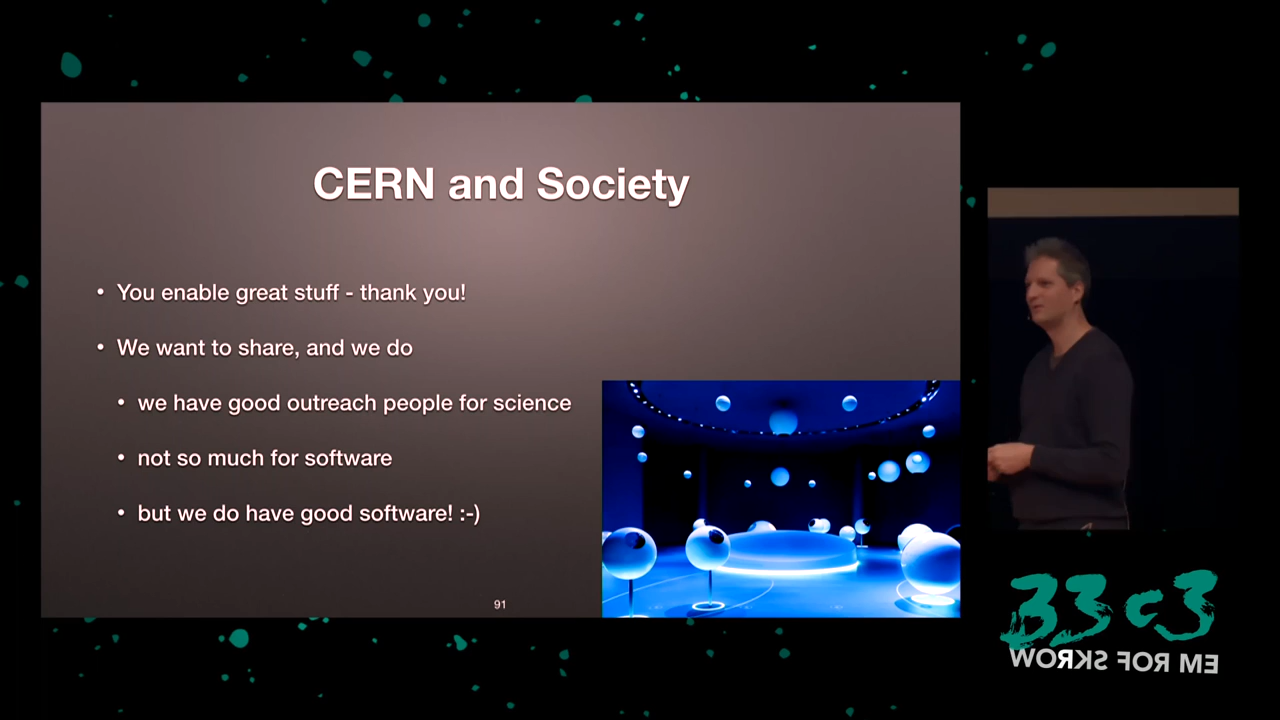 CERN and Society
• You enable great stuff - thank you!
• We want to share, and we do
• we have good outreach people for science
• not so much for software
• but we do have good software! :-)
91
33c3
WORKS FOR ME